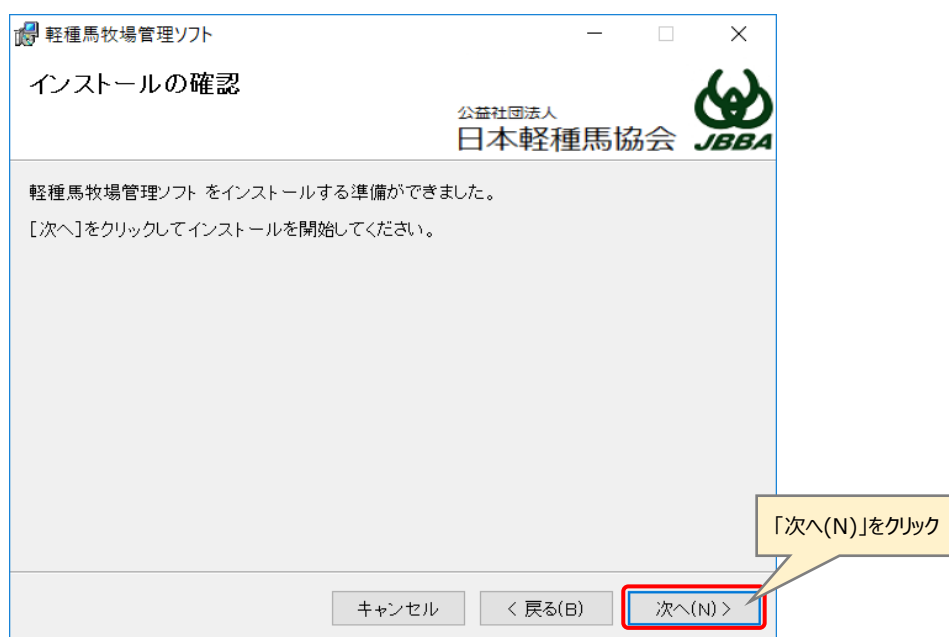 軽種馬牧場管理ソフト
インストールの確認
公益社団法人
日本軽種馬協会
JBBA
軽種馬牧場管理ソフト をインストールする準備ができました。
[次へ]をクリックしてインストールを開始してください。
「次へ(N)」をクリック
キャンセル
< 戻る(B)
次へ(N) >